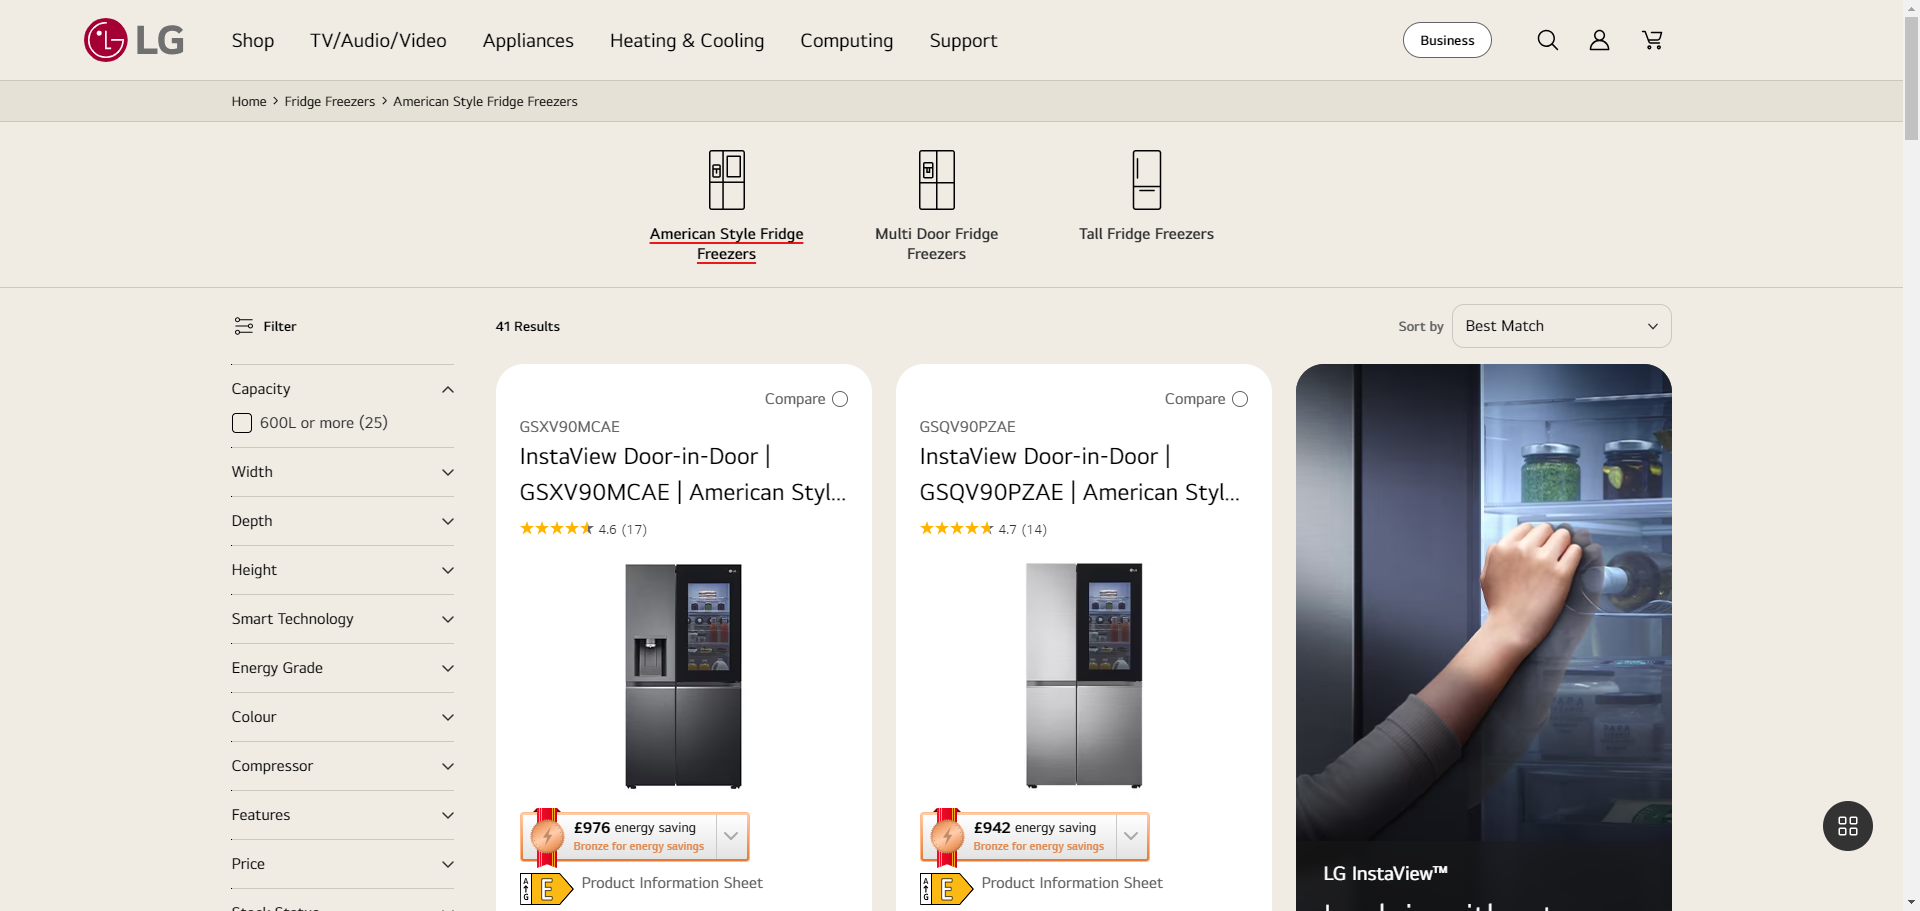 LG
Shop
TV/Audio/Video
Appliances
Heating & Cooling
Computing
Support
Business
Home > Fridge Freezers > American Style Fridge Freezers
American Style Fridge
Freezers
Multi Door Fridge
Freezers
Tall Fridge Freezers
Filter
41 Results
Sort by
Best Match
Capacity
600L or more (25)
Width
Depth
Height
Smart Technology
Energy Grade
Colour
Compressor
Features
Price
Compare
GSXV90MCAE
InstaView Door-in-Door |
GSXV90MCAE | American Styl...
4.6 (17)
£976 energy saving
Bronze for energy savings
A
G
E
Product Information Sheet
Compare
GSQV90PZAE
InstaView Door-in-Door |
GSQV90PZAE | American Styl...
4.7 (14)
£942 energy saving
Bronze for energy savings
A
G
E
Product Information Sheet
LG InstaView™